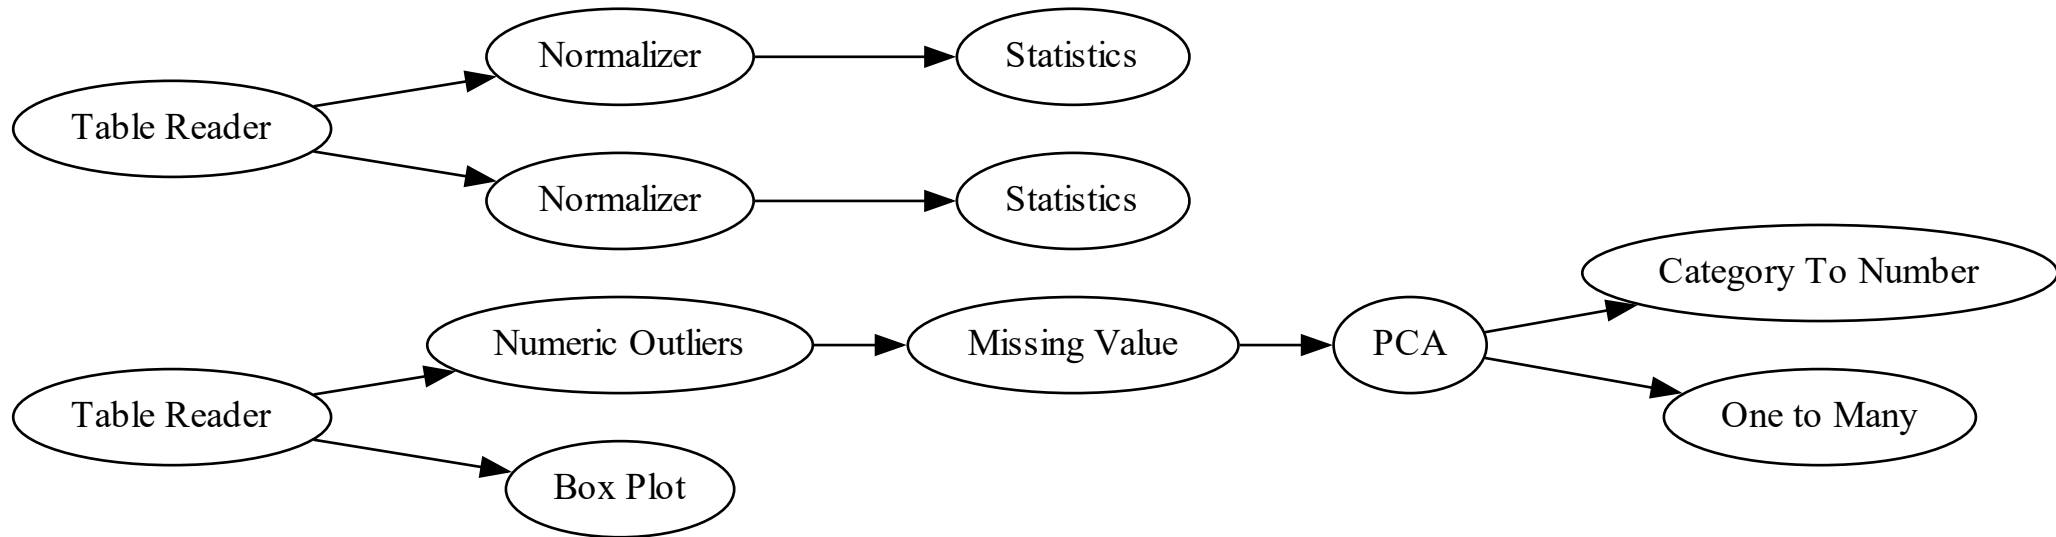 Normalizer
Statistics
Table Reader
Normalizer
Statistics
Category To Number
Numeric Outliers
Missing Value
PCA
Table Reader
One to Many
Box Plot